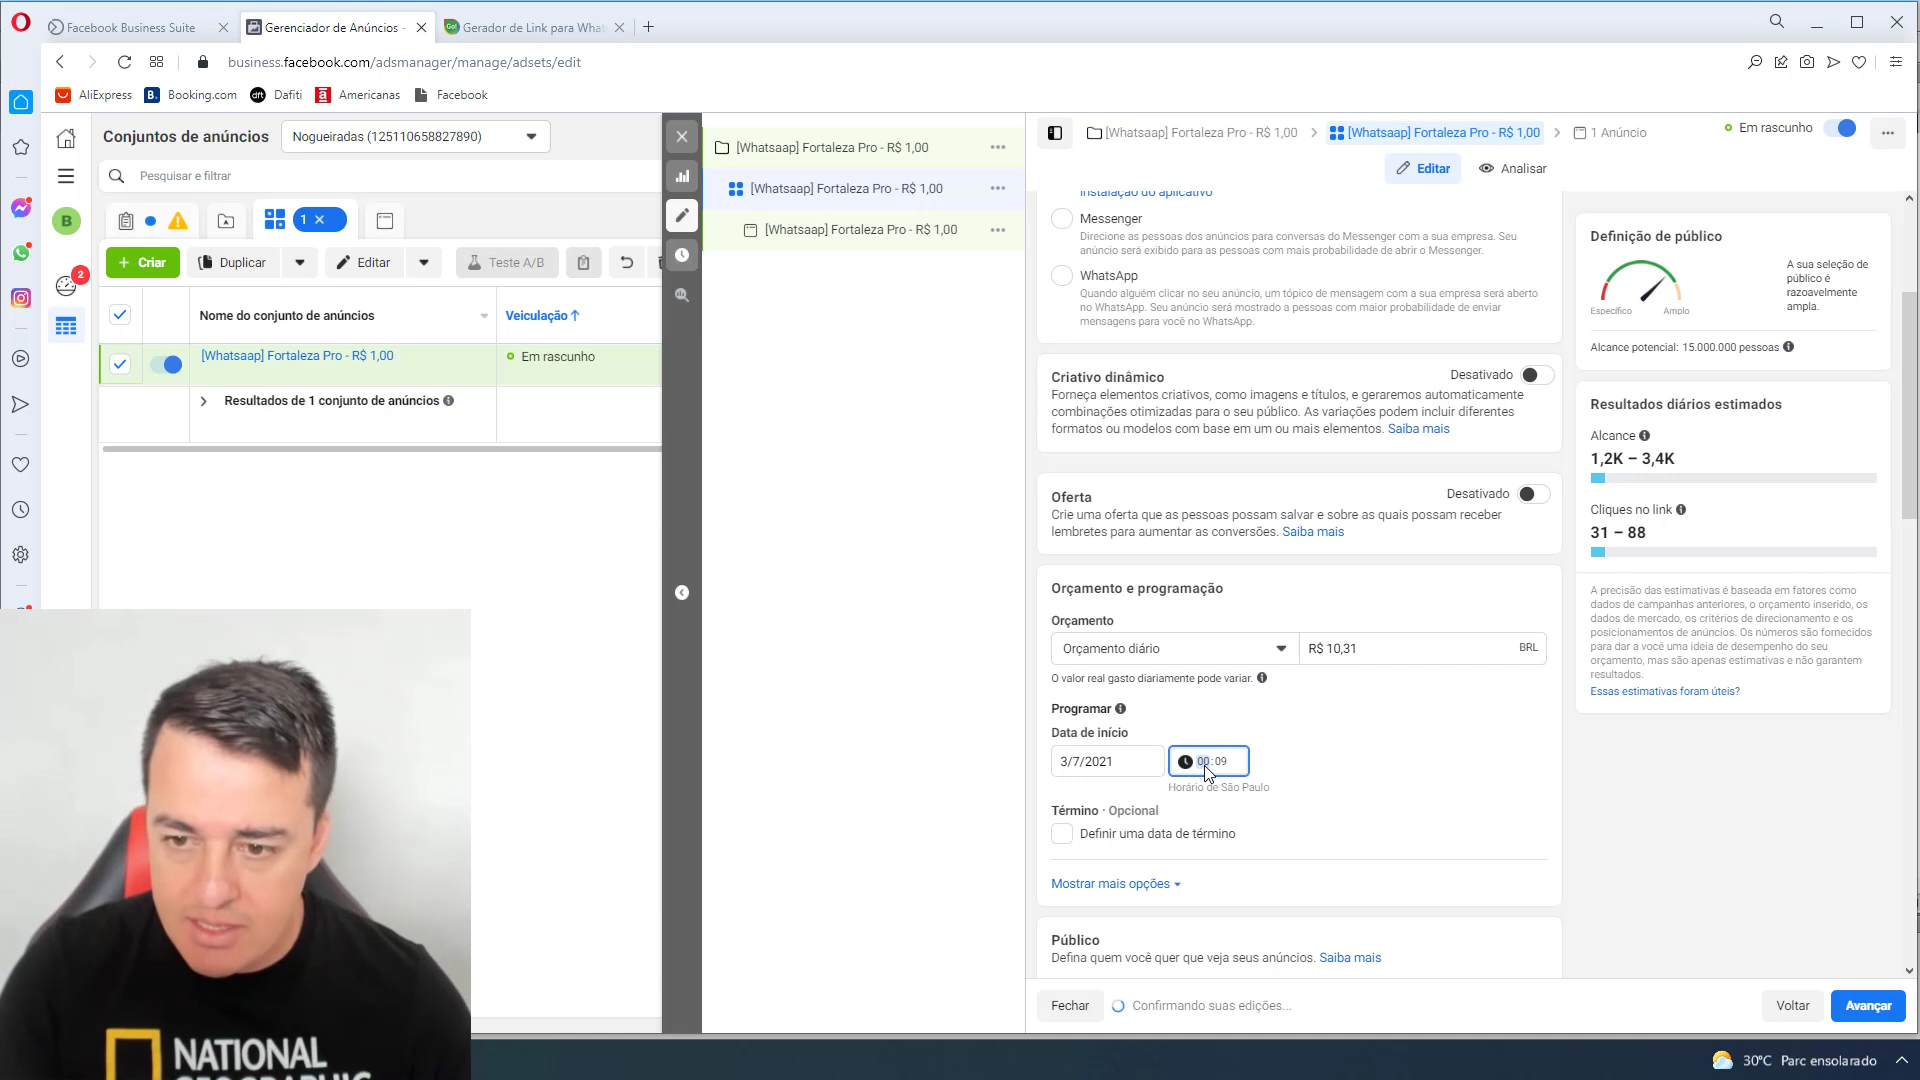 Facebook Business Suite
Gerenciador de Anúncios -
Gerador de Link para What
business.facebook.com/adsmanager/manage/adsets/edit
AliExpress
Booking.com
Dafiti
Americanas
Facebook
Conjuntos de anúncios
Nogueiradas (125110658827890)
Pesquisar e filtrar
B
2
1
Criar
Duplicar
Editar
Teste A/B
Nome do conjunto de anúncios
Veiculação
[Whatsaap] Fortaleza Pro - R$ 1,00
Em rascunho
Resultados de 1 conjunto de anúncios
[Whatsaap] Fortaleza Pro - R$ 1,00
[Whatsaap] Fortaleza Pro - R$ 1,00
[Whatsaap] Fortaleza Pro - R$ 1,00
[Whatsaap] Fortaleza Pro - R$ 1,00
[Whatsaap] Fortaleza Pro - R$ 1,00
1 Anúncio
Em rascunho
Editar
Analisar
instalação do aplicativo
Messenger
Direcione as pessoas dos anúncios para conversas do Messenger com a sua empresa. Seu
anúncio será exibido para as pessoas com mais probabilidade de abrir o Messenger.
WhatsApp
Quando alguém clicar no seu anúncio, um tópico de mensagem com a sua empresa será aberto
no WhatsApp. Seu anúncio será mostrado a pessoas com maior probabilidade de enviar
mensagens para você no WhatsApp.
Criativo dinâmico
Desativado
Forneça elementos criativos, como imagens e títulos, e geraremos automaticamente
combinações otimizadas para o seu público. As variações podem incluir diferentes
formatos ou modelos com base em um ou mais elementos. Saiba mais
Oferta
Desativado
Crie uma oferta que as pessoas possam salvar e sobre as quais possam receber
lembretes para aumentar as conversões. Saiba mais
Orçamento e programação
Orçamento
Orçamento diário
R$ 10,31
BRL
O valor real gasto diariamente pode variar.
Programar
Data de início
3/7/2021
00:09
Horário de São Paulo
Término · Opcional
Definir uma data de término
Mostrar mais opções
Público
Defina quem você quer que veja seus anúncios. Saiba mais
Fechar
Confirmando suas edições...
Voltar
Avançar
Definição de público
Específico
Amplo
A sua seleção de
público é
razoavelmente
ampla.
Alcance potencial: 15.000.000 pessoas
Resultados diários estimados
Alcance
1,2K – 3,4K
Cliques no link
31 – 88
A precisão das estimativas é baseada em fatores como
dados de campanhas anteriores, o orçamento inserido, os
dados de mercado, os critérios de direcionamento e os
posicionamentos de anúncios. Os números são fornecidos
para dar a você uma ideia de desempenho do seu
orçamento, mas são apenas estimativas e não garantem
resultados.
Essas estimativas foram úteis?
NATIONAL
GEOGRAPHIC
30°C Parc ensolarado